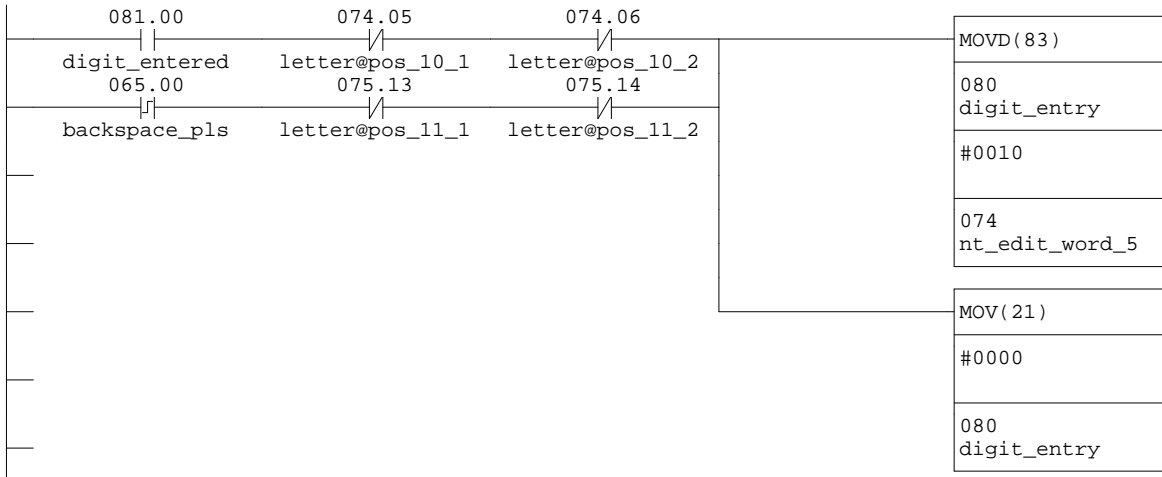 081.00 074.05 074.06
digit_entered letter@pos_10_1 letter@pos_10_2
065.00 075.13 075.14
backspace_pls letter@pos_11_1 letter@pos_11_2
MOVD(83)
080
digit_entry
#0010
074
nt_edit_word_5
MOV(21)
#0000
080
digit_entry